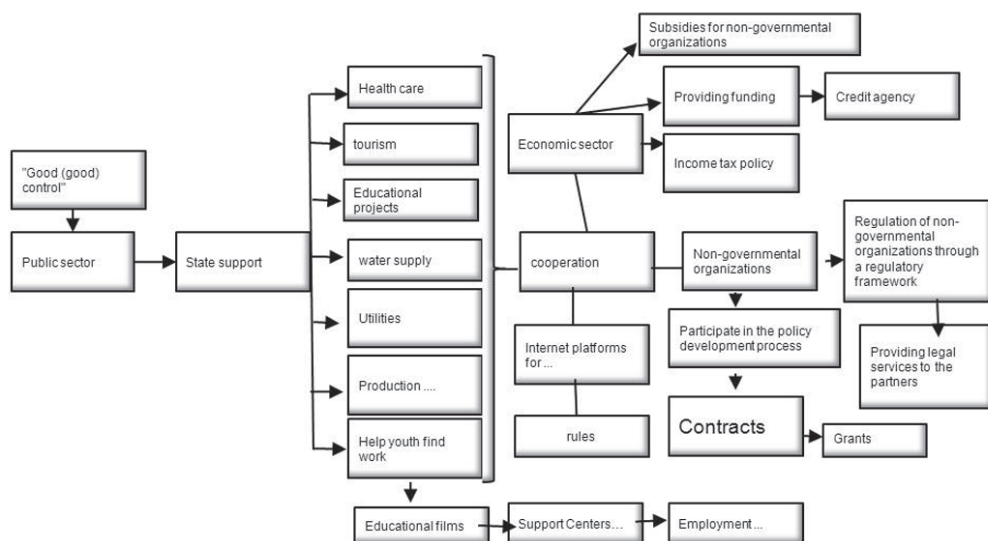 "Good (good)
control"
Public sector
State support
Health care
tourism
Educational
projects
water supply
Utilities
Production ....
Help youth find
work
Educational films
Support Centers...
Employment ...
Subsidies for non-governmental
organizations
Economic sector
Providing funding
Credit agency
Income tax policy
cooperation
Non-governmental
organizations
Regulation of non-
governmental
organizations through
a regulatory
framework
Internet platforms
for ...
Participate in the policy
development process
Providing legal
services to the
partners
rules
Contracts
Grants